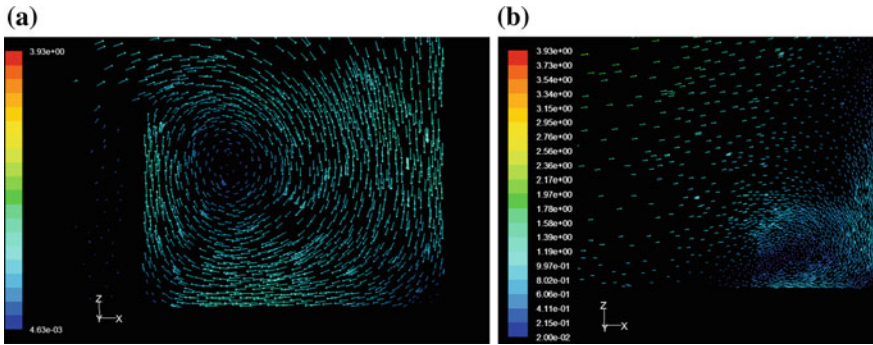 (a)
3.93e+00
4.63e-03
Z
Y X
(b)
3.93e+00
3.73e+00
3.54e+00
3.34e+00
3.15e+00
2.95e+00
2.76e+00
2.56e+00
2.36e+00
2.17e+00
1.97e+00
1.78e+00
1.58e+00
1.39e+00
1.19e+00
9.97e-01
8.02e-01
6.06e-01
4.11e-01
2.15e-01
2.00e-02
Z
Y X